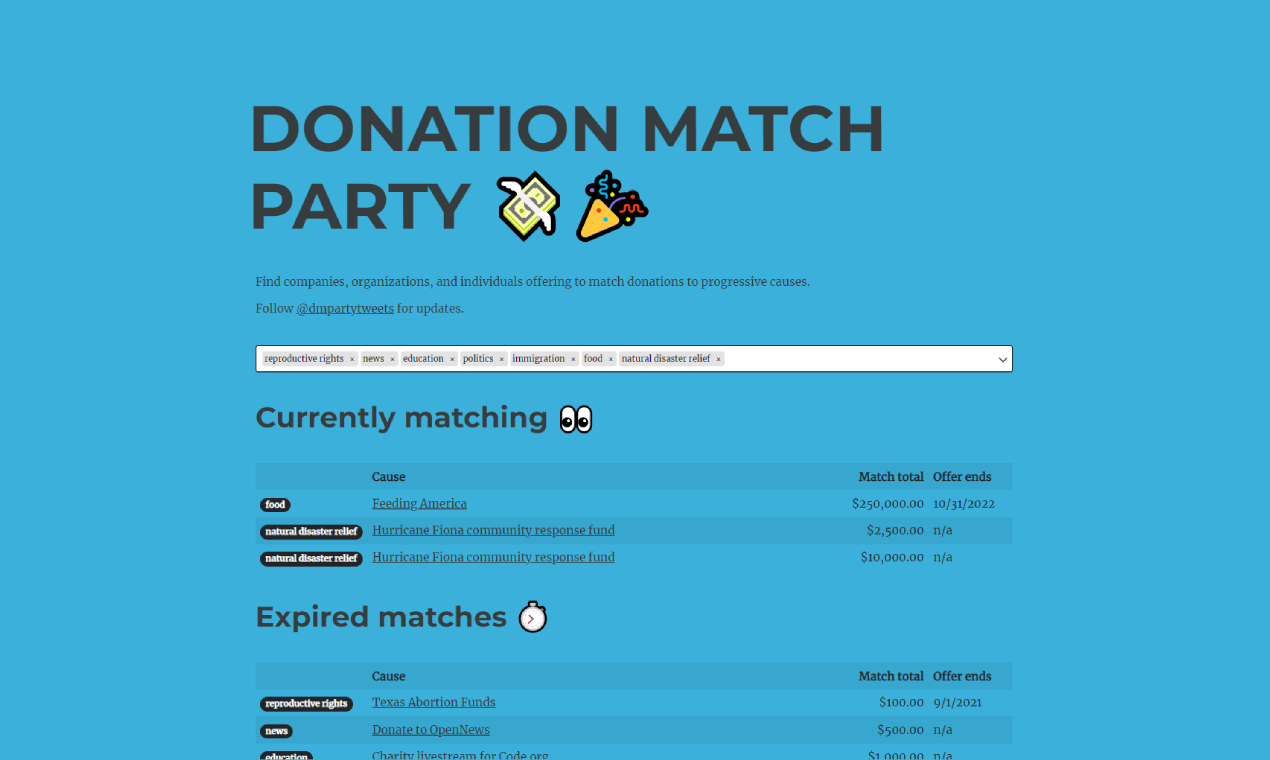 DONATION MATCH
PARTY 💸 🎉
Find companies, organizations, and individuals offering to match donations to progressive causes.
Follow @dmpartytweets for updates.
reproductive rights × news × education × politics × immigration × food × natural disaster relief ×
Currently matching 👀
Cause Match total Offer ends
food Feeding America $250,000.00 10/31/2022
natural disaster relief Hurricane Fiona community response fund $2,500.00 n/a
natural disaster relief Hurricane Fiona community response fund $10,000.00 n/a
Expired matches ⏱
Cause Match total Offer ends
reproductive rights Texas Abortion Funds $100.00 9/1/2021
news Donate to OpenNews $500.00 n/a
education Charity livestream for Code.org $1,000.00 n/a